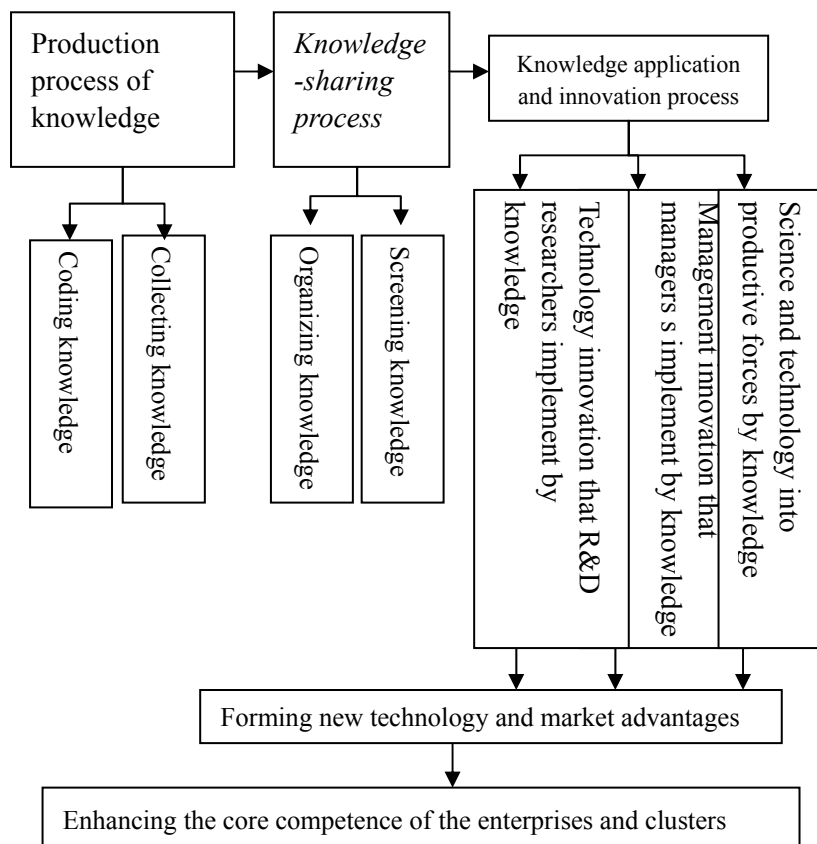 Production
process of
knowledge
Knowledge
-sharing
process
Knowledge application
and innovation process
Coding knowledge
Collecting knowledge
Organizing knowledge
Screening knowledge
Technology innovation that R&D
researchers implement by
knowledge
Management innovation that
managers s implement by knowledge
Science and technology into
productive forces by knowledge
Forming new technology and market advantages
Enhancing the core competence of the enterprises and clusters